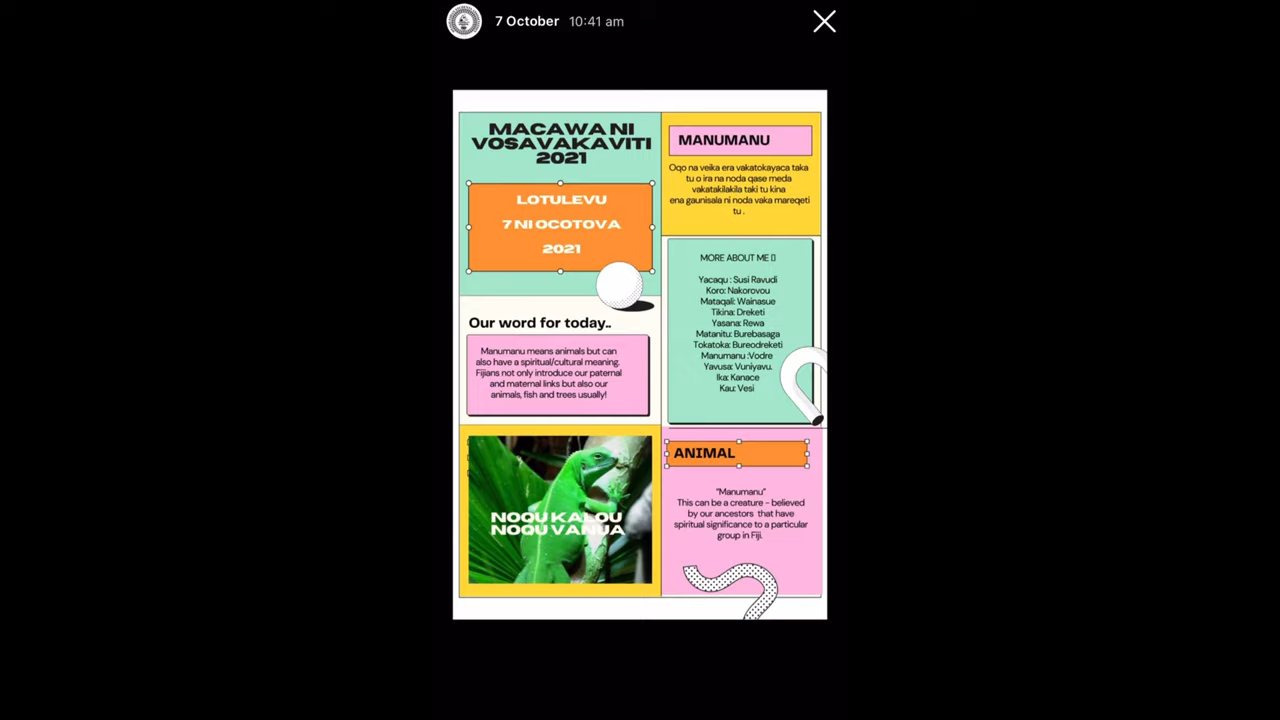 7 October 10:41 am
MACAWA NI
VOSAVAKAVITI
2021
LOTULEVU
7 NI OCOTOVA
2021
Our word for today..
Manumanu means animals but can
also have a spiritual/cultural meaning.
Fijians not only introduce our paternal
and maternal links but also our
animals, fish and trees usually!
NOQU KALOU
NOQU VANUA
MANUMANU
Oqo na veika era vakatokayaca taka
tu o ira na noda qase meda
vakatakilakila taki tu kina
ena gaunisala ni noda vaka mareqeti
tu .
MORE ABOUT ME
Yacaqu : Susi Ravudi
Koro: Nakorovou
Mataqali: Wainasue
Tikina: Dreketi
Yasana: Rewa
Matanitu: Burebasaga
Tokatoka: Bureodreketi
Manumanu :Vodre
Yavusa: Vuniyavu.
Ika: Kanace
Kau: Vesi
ANIMAL
"Manumanu"
This can be a creature - believed
by our ancestors that have
spiritual significance to a particular
group in Fiji.